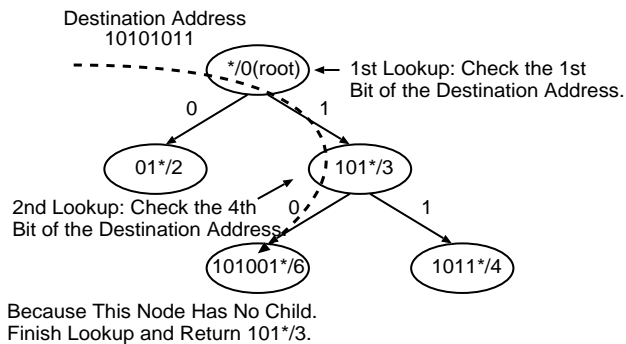 Destination Address
10101011
*/0(root)
1st Lookup: Check the 1st
Bit of the Destination Address.
0
1
01*/2
101*/3
2nd Lookup: Check the 4th
Bit of the Destination Address.
0
1
101001*/6
1011*/4
Because This Node Has No Child.
Finish Lookup and Return 101*/3.